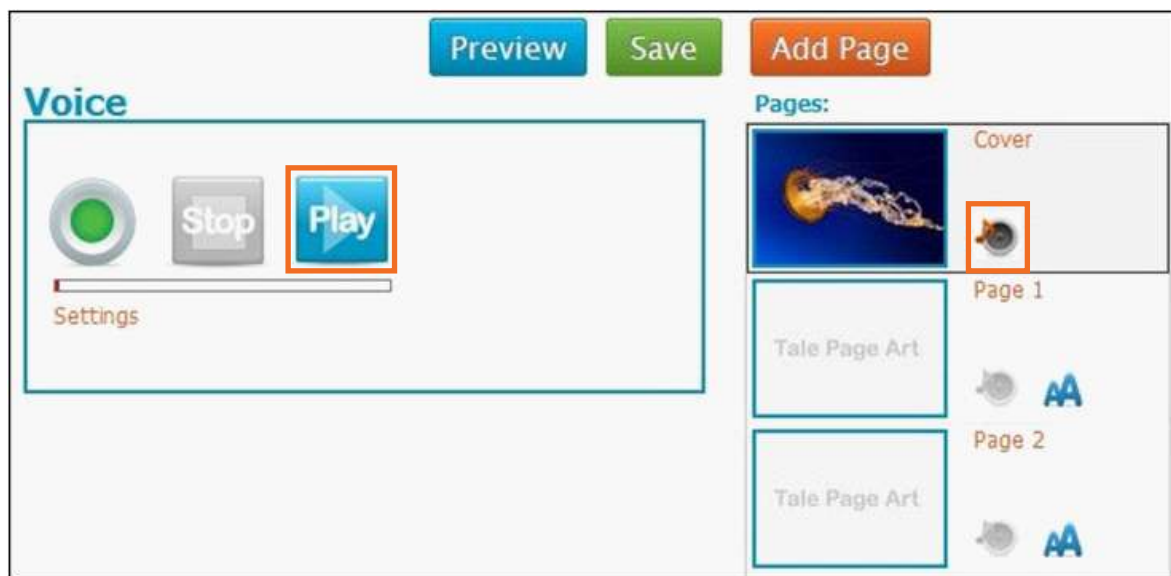 Preview Save Add Page
Voice
Stop Play
Settings
Pages:
Cover
Page 1
Tale Page Art
AA
Page 2
Tale Page Art
AA